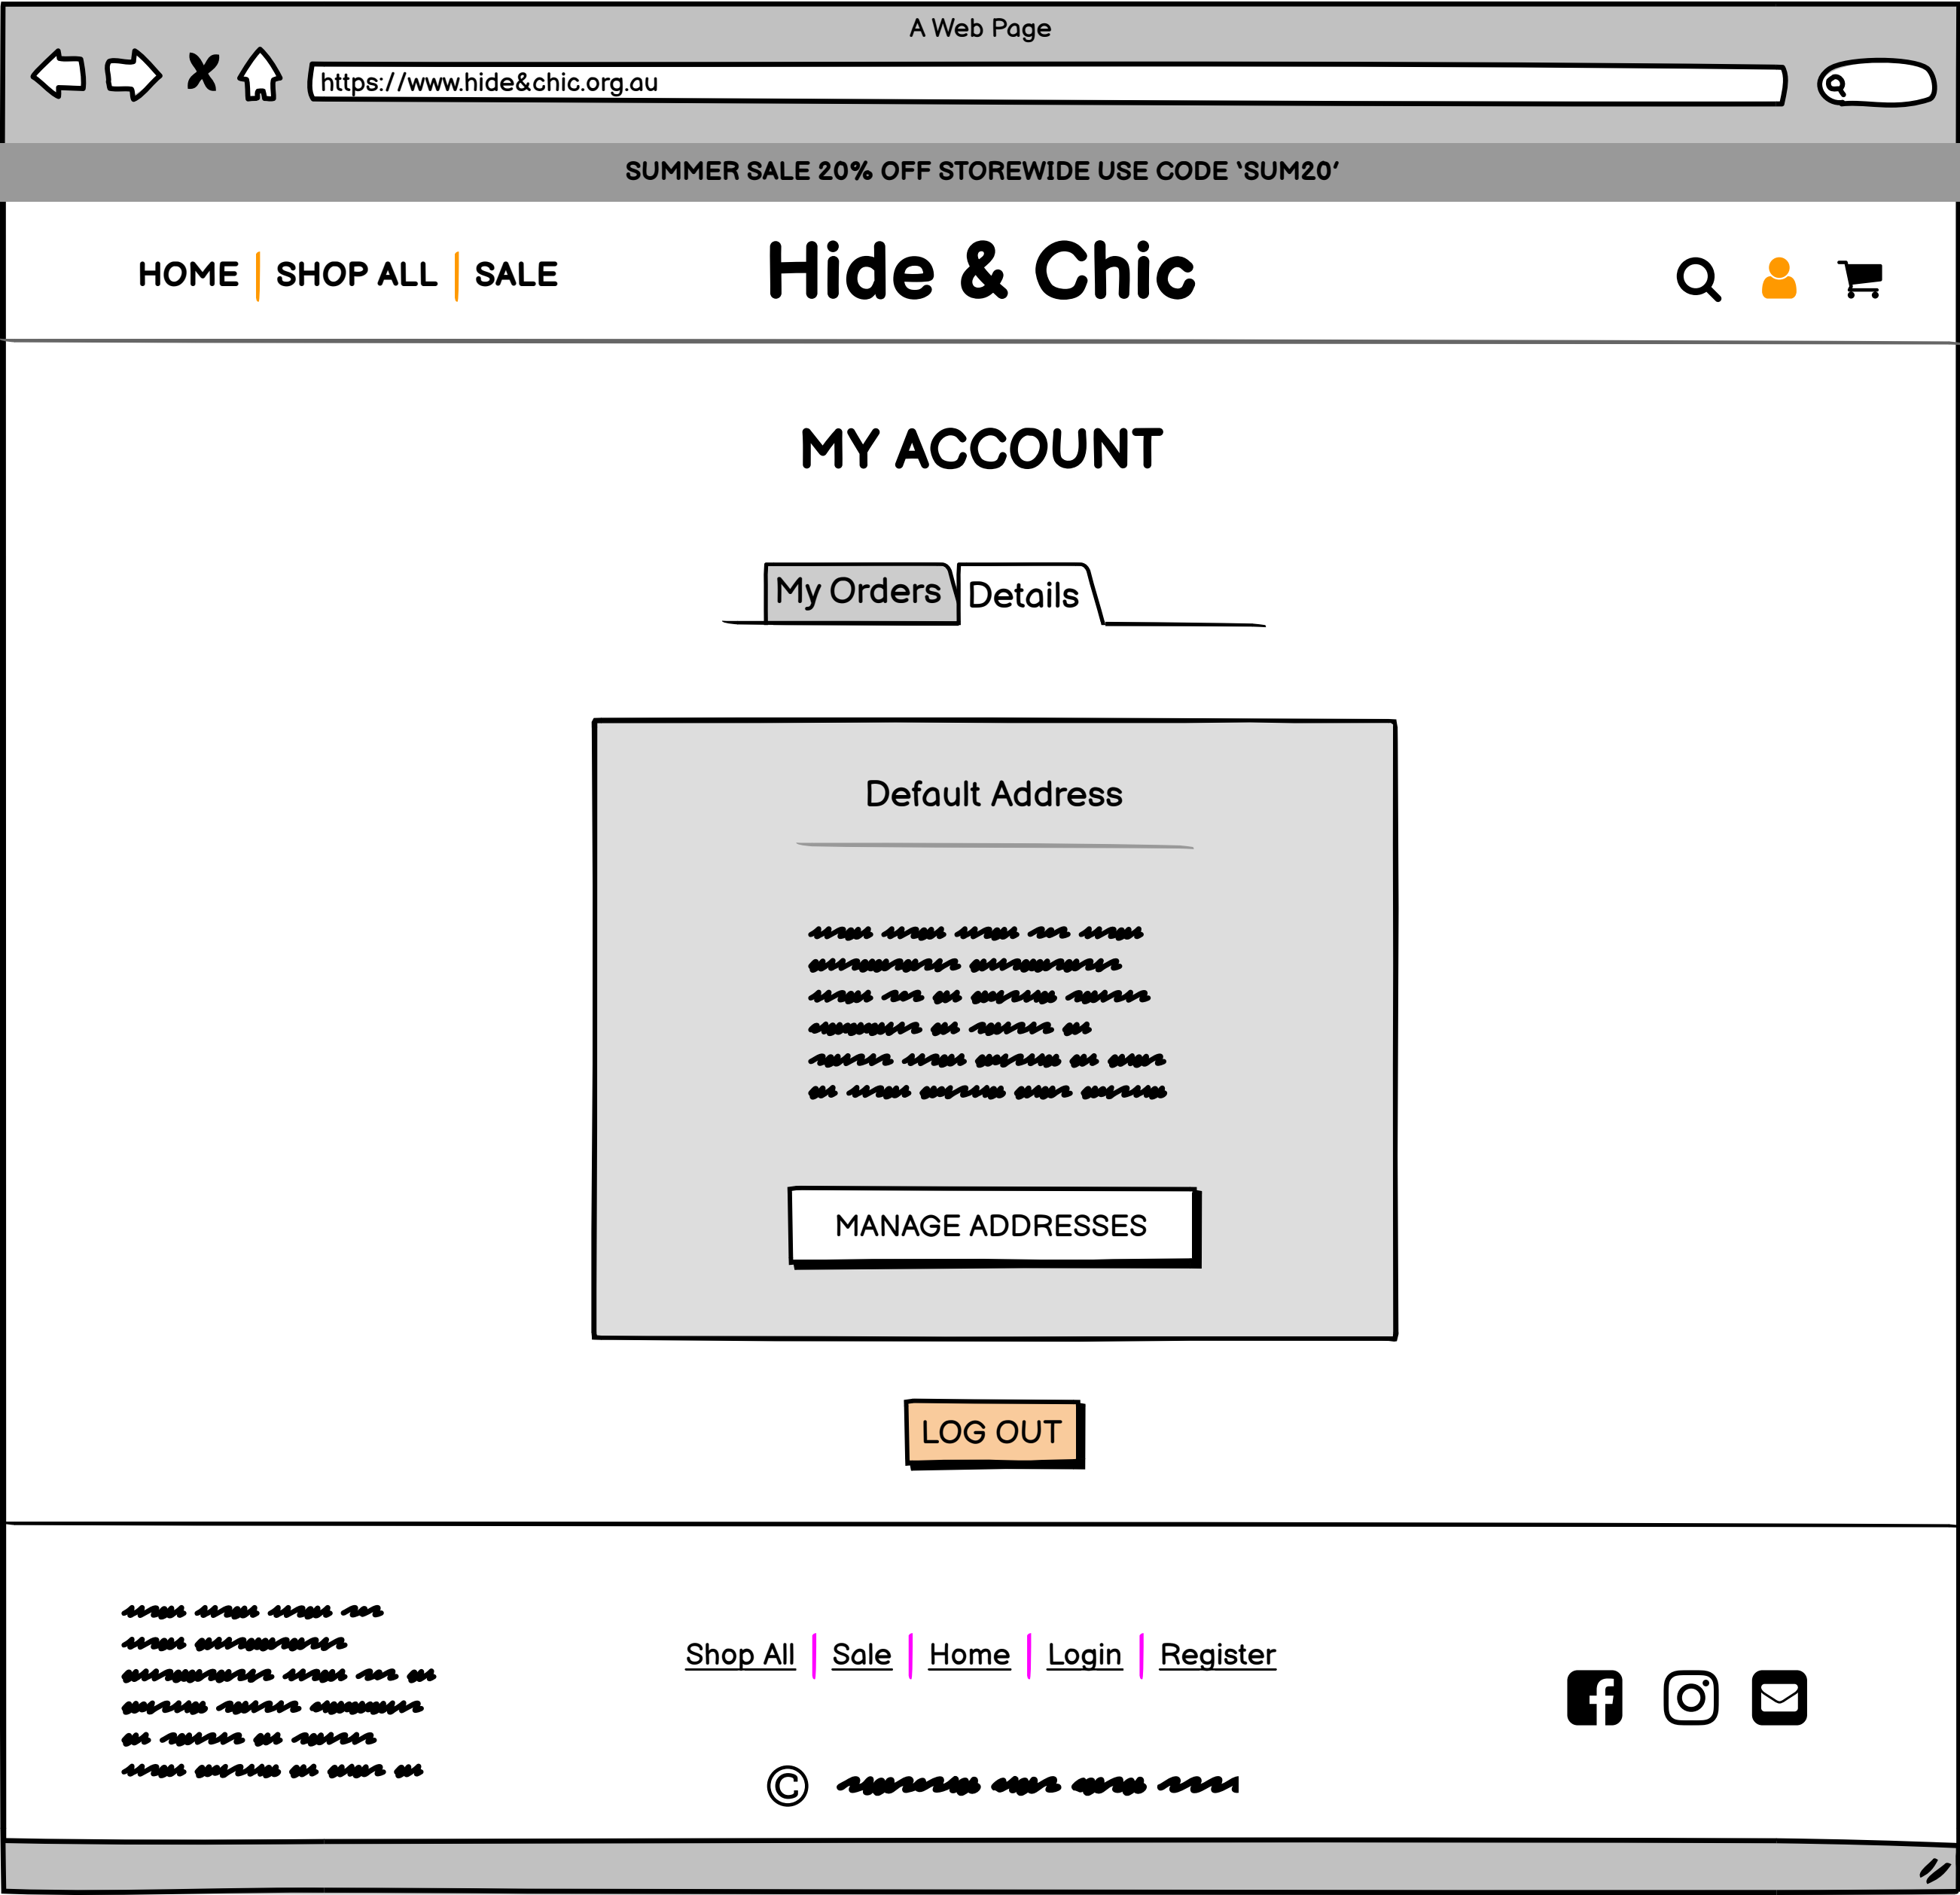 A Web Page
https://www.hide&chic.org.au
SUMMER SALE 20% OFF STOREWIDE USE CODE 'SUM20'
HOME SHOP ALL SALE
Hide & Chic
MY ACCOUNT
My Orders Details
Default Address
MANAGE ADDRESSES
LOG OUT
Shop All Sale Home Login Register
©